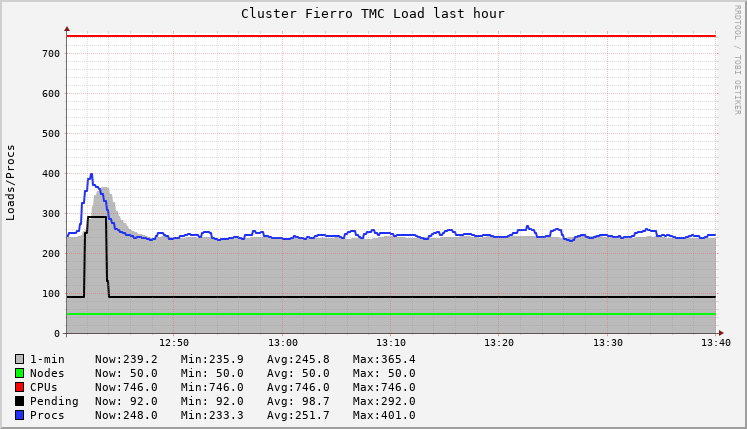 Cluster Fierro TMC Load last hour
RRDTOOL / TOBI OETIKER
Loads/Procs
700
600
500
400
300
200
100
0
12:50 13:00 13:10 13:20 13:30 13:40
1-min Now:239.2 Min:235.9 Avg:245.8 Max:365.4
Nodes Now: 50.0 Min: 50.0 Avg: 50.0 Max: 50.0
CPUs Now:746.0 Min:746.0 Avg:746.0 Max:746.0
Pending Now: 92.0 Min: 92.0 Avg: 98.7 Max:292.0
Procs Now:248.0 Min:233.3 Avg:251.7 Max:401.0